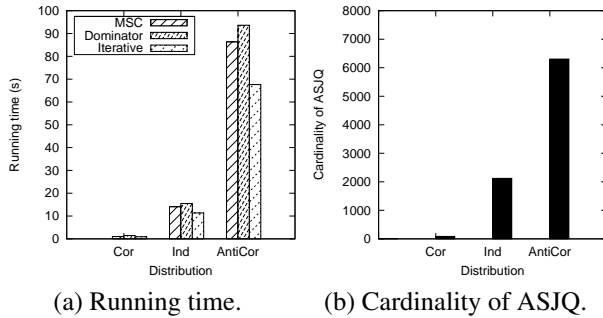 100
90
80
70
60
50
40
30
20
10
0
Running time (s)
MSC
Dominator
Iterative
Cor Ind AntiCor
Distribution
(a) Running time.
8000
7000
6000
5000
4000
3000
2000
1000
0
Cardinality of ASJQ
Cor Ind AntiCor
Distribution
(b) Cardinality of ASJQ.